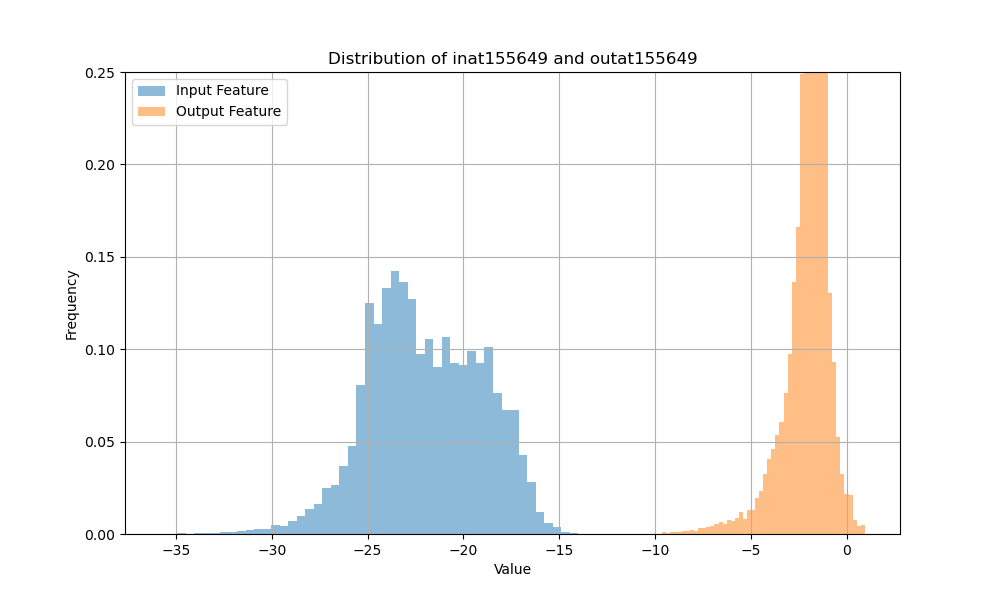 Distribution of inat155649 and outat155649
Input Feature
Output Feature
0.25
0.20
0.15
0.10
0.05
0.00
Frequency
−35
−30
−25
−20
−15
−10
−5
0
Value